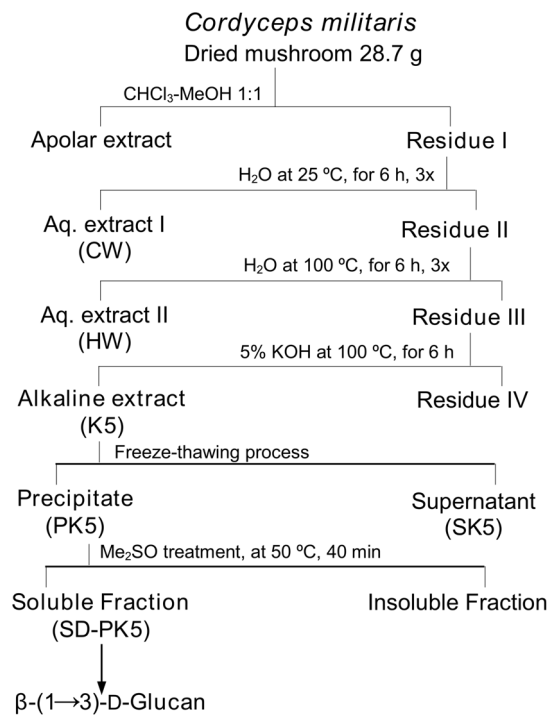 Cordyceps militaris
Dried mushroom 28.7 g
CHCl₃-MeOH 1:1
Apolar extract
Residue I
H₂O at 25 ºC, for 6 h, 3x
Aq. extract I
(CW)
Residue II
H₂O at 100 ºC, for 6 h, 3x
Aq. extract II
(HW)
Residue III
5% KOH at 100 ºC, for 6 h
Alkaline extract
(K5)
Residue IV
Freeze-thawing process
Precipitate
(PK5)
Supernatant
(SK5)
Me₂SO treatment, at 50 ºC, 40 min
Soluble Fraction
(SD-PK5)
Insoluble Fraction
β-(1→3)-D-Glucan